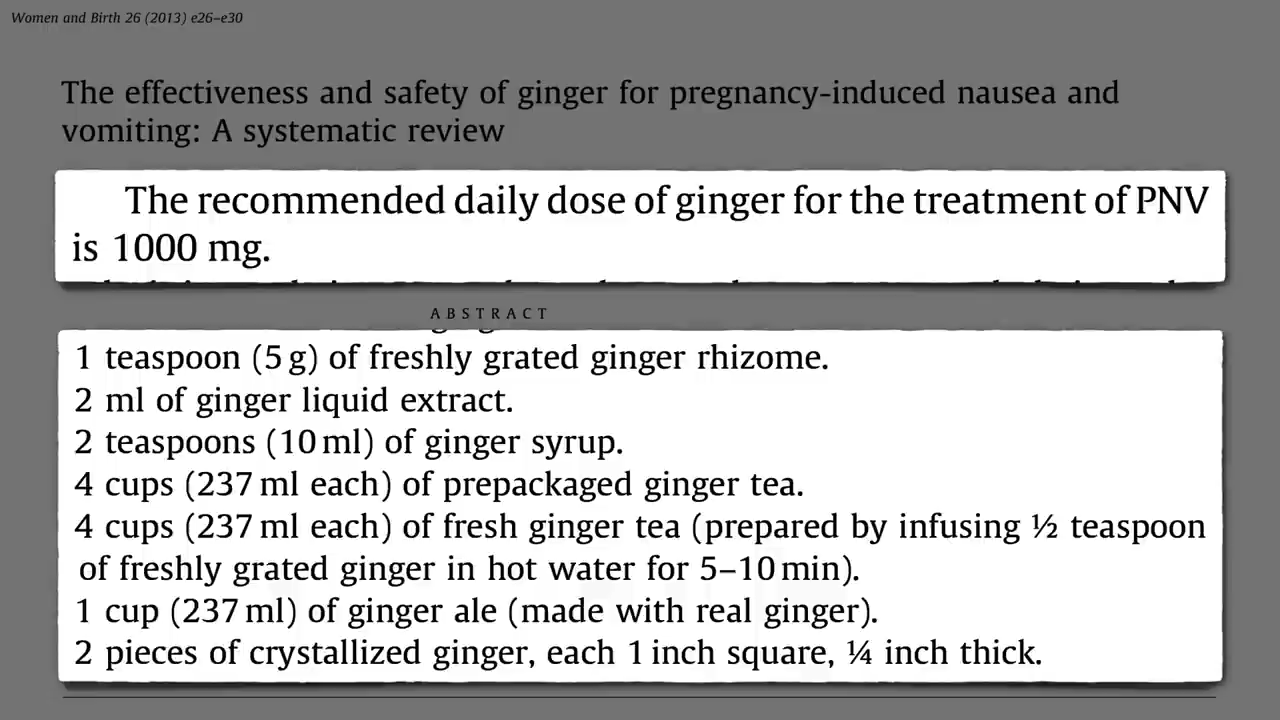 Women and Birth 26 (2013) e26–e30
The effectiveness and safety of ginger for pregnancy-induced nausea and
vomiting: A systematic review
The recommended daily dose of ginger for the treatment of PNV
is 1000 mg.
ABSTRACT
1 teaspoon (5 g) of freshly grated ginger rhizome.
2 ml of ginger liquid extract.
2 teaspoons (10 ml) of ginger syrup.
4 cups (237 ml each) of prepackaged ginger tea.
4 cups (237 ml each) of fresh ginger tea (prepared by infusing ½ teaspoon
of freshly grated ginger in hot water for 5–10 min).
1 cup (237 ml) of ginger ale (made with real ginger).
2 pieces of crystallized ginger, each 1 inch square, ¼ inch thick.